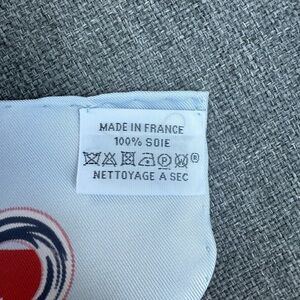 MADE IN FRANCE
100% SOIE
®
NETTOYAGE A SEC